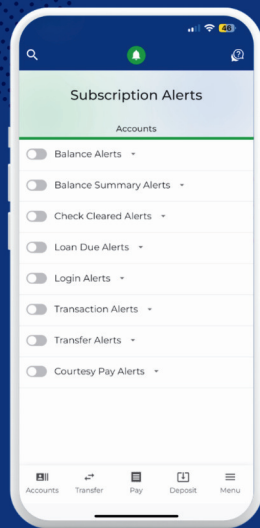 46
Subscription Alerts
Accounts
Balance Alerts
Balance Summary Alerts
Check Cleared Alerts
Loan Due Alerts
Login Alerts
Transaction Alerts
Transfer Alerts
Courtesy Pay Alerts
Accounts Transfer Pay Deposit Menu